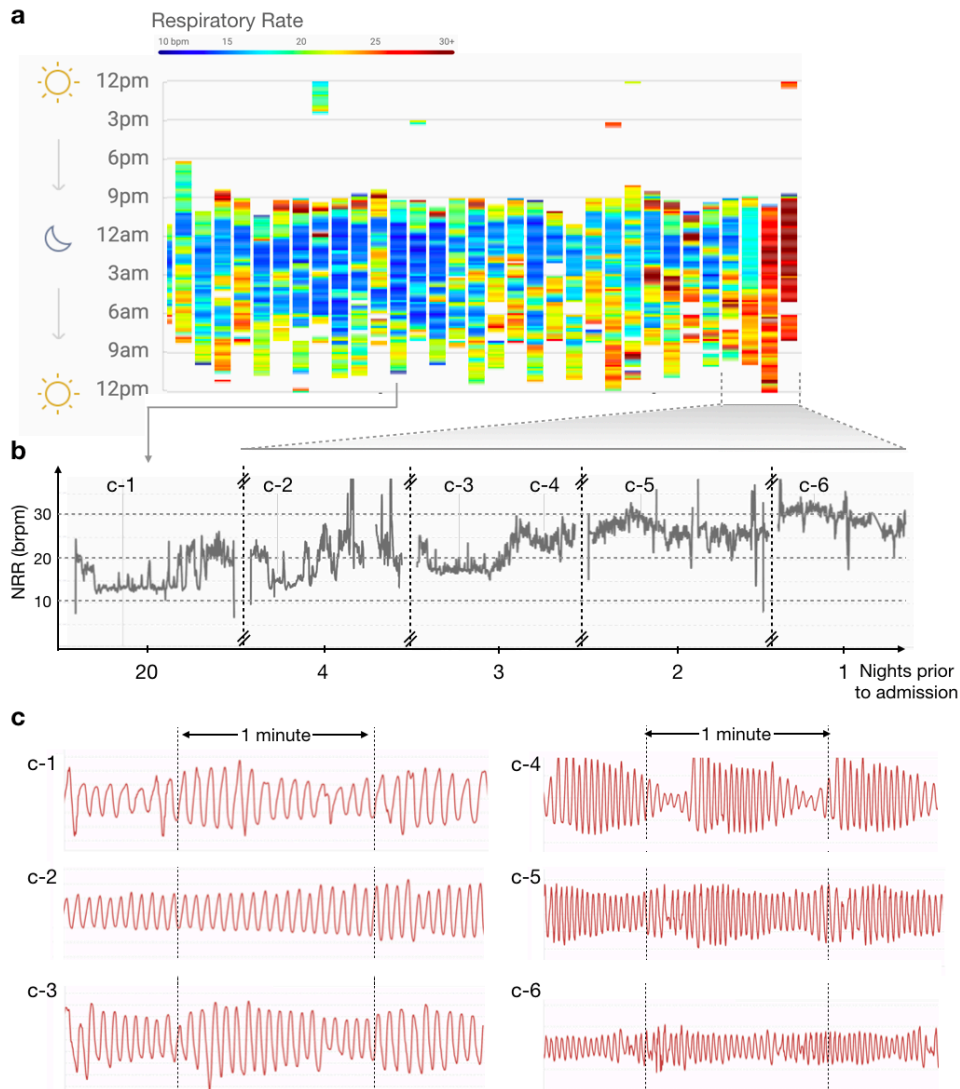 a
Respiratory Rate
10 bpm 15 20 25 30+
12pm
3pm
6pm
9pm
12am
3am
6am
9am
12pm
b
c-1 c-2 c-3 c-4 c-5 c-6
NRR (brpm)
30
20
10
20 4 3 2 1 Nights prior
to admission
c
1 minute 1 minute
c-1 c-4
c-2 c-5
c-3 c-6